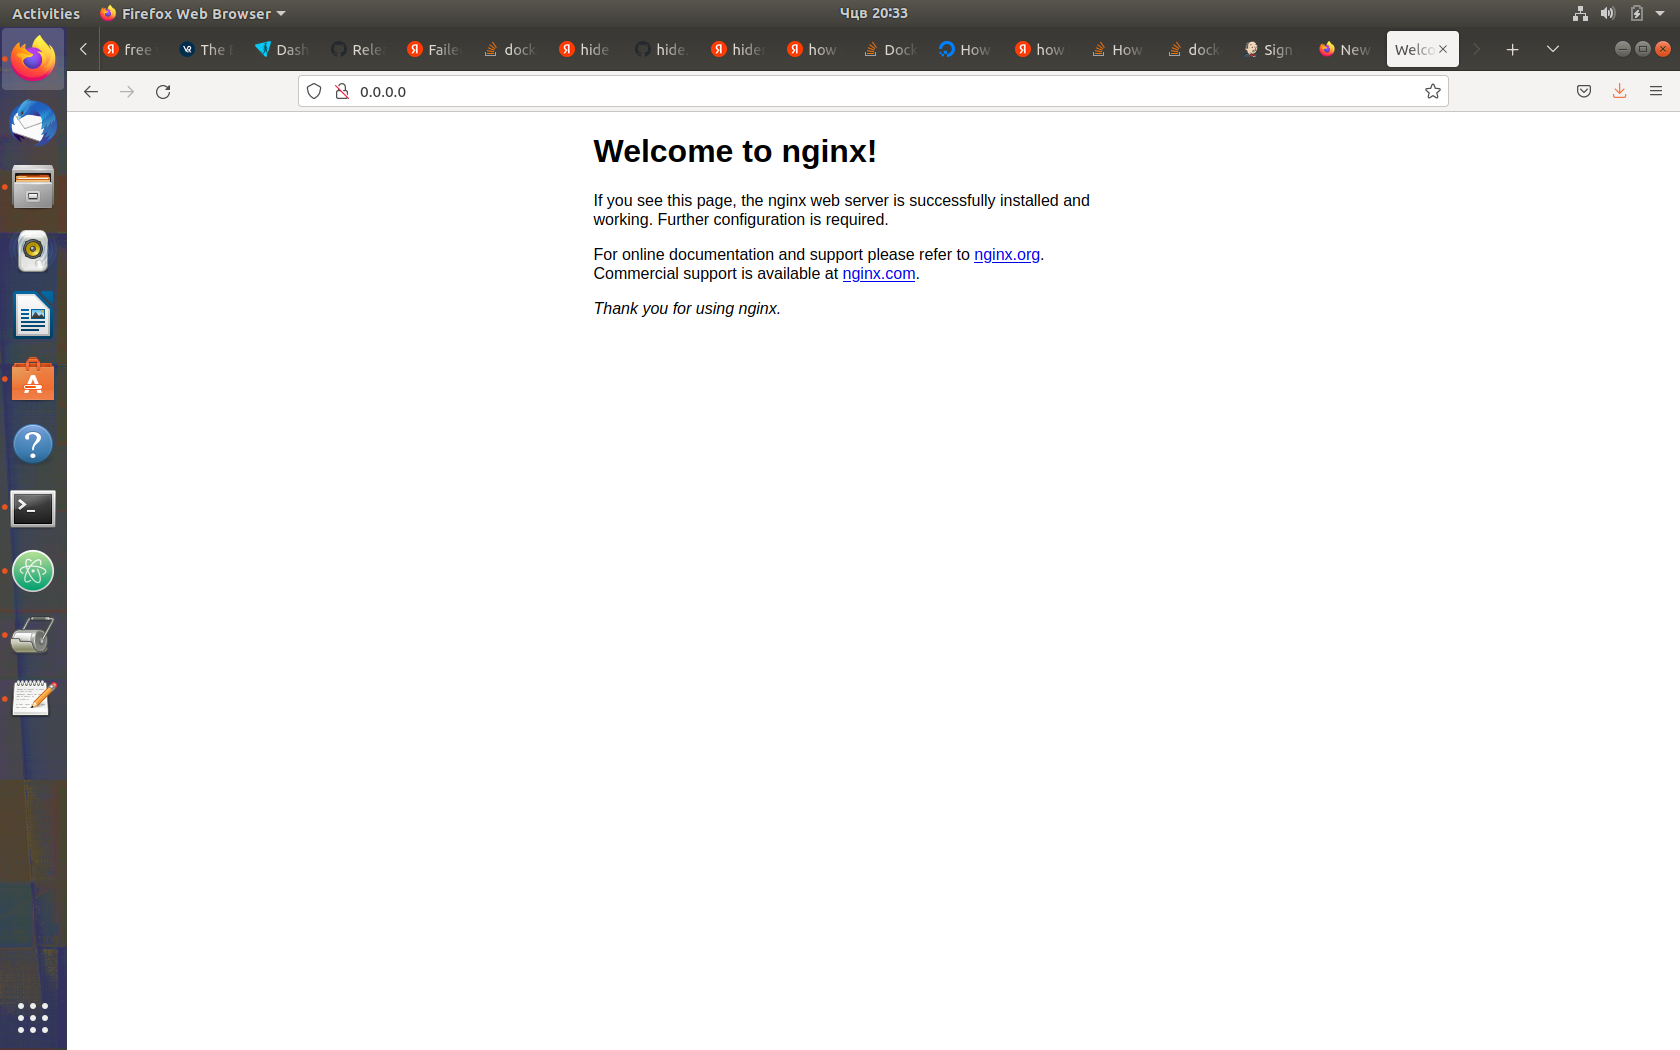 Activities
Firefox Web Browser
Чцв 20:33
free
The
Dash
Relea
Failed
dock
hide
hide.
hider
how
Dock
How
how
How
dock
Sign
New
Welco
0.0.0.0
Welcome to nginx!
If you see this page, the nginx web server is successfully installed and
working. Further configuration is required.
For online documentation and support please refer to nginx.org.
Commercial support is available at nginx.com.
Thank you for using nginx.